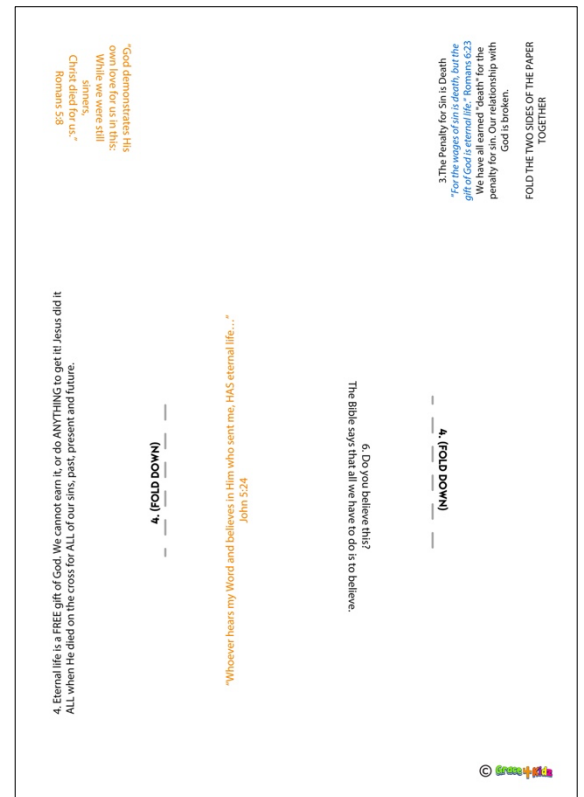 "God demonstrates His
own love for us in this:
While we were still
sinners,
Christ died for us."
Romans 5:8
3.The Penalty for Sin is Death
"For the wages of sin is death, but the
gift of God is eternal life." Romans 6:23
We have all earned "death" for the
penalty for sin. Our relationship with
God is broken.
FOLD THE TWO SIDES OF THE PAPER
TOGETHER
4. Eternal life is a FREE gift of God. We cannot earn it, or do ANYTHING to get it! Jesus did it
ALL when He died on the cross for ALL of our sins, past, present and future.
4. (FOLD DOWN)
"Whoever hears my Word and believes in Him who sent me, HAS eternal life…"
John 5:24
6. Do you believe this?
The Bible says that all we have to do is to believe.
4. (FOLD DOWN)
© Cross4Kids